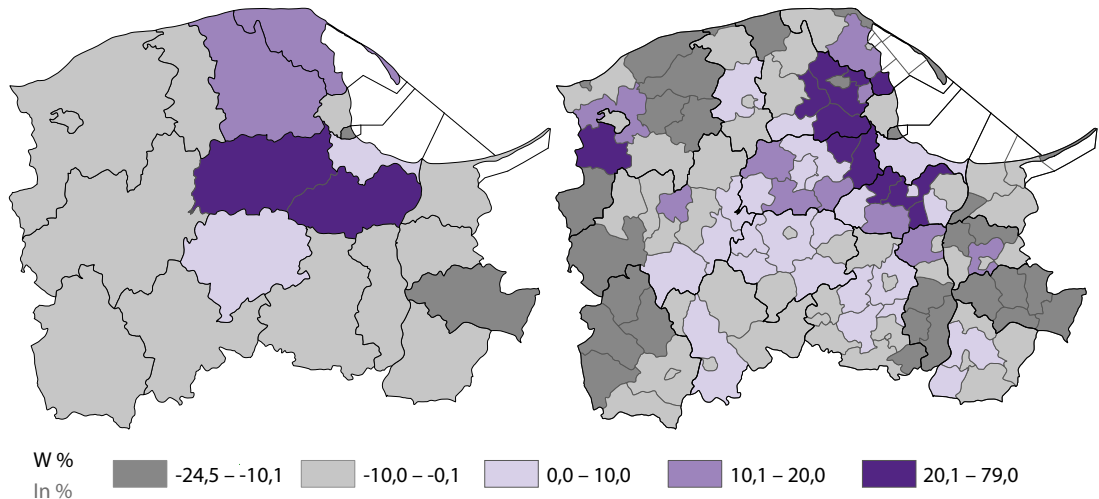 W %
In %
-24,5 – -10,1
-10,0 – -0,1
0,0 – 10,0
10,1 – 20,0
20,1 – 79,0